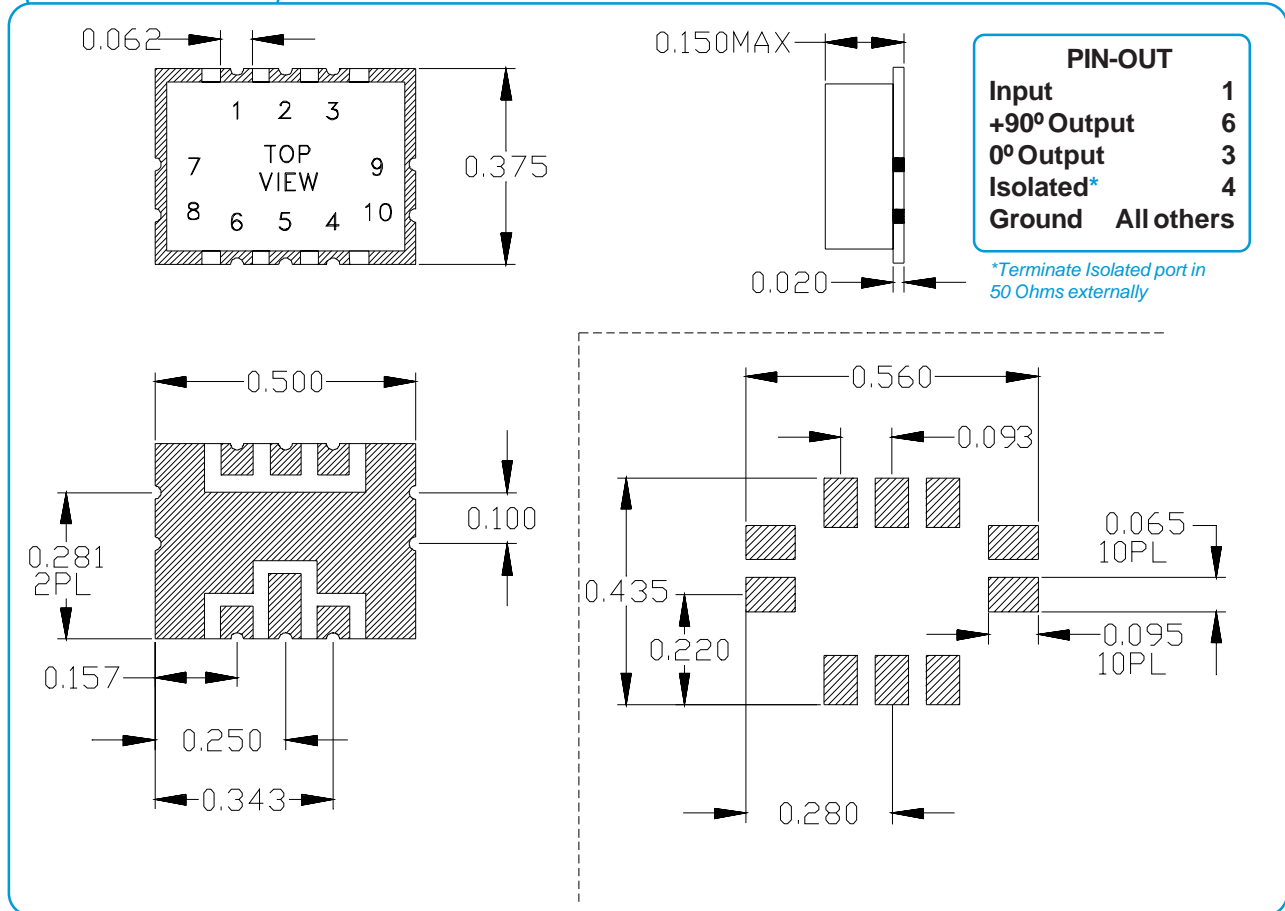 0.062
0.150MAX
PIN-OUT
Input 1
+90º Output 6
0º Output 3
Isolated* 4
Ground All others
*Terminate Isolated port in
50 Ohms externally
1 2 3
TOP
VIEW
7 9
8 10
6 5 4
0.375
0.020
0.500
0.281
2PL
0.100
0.157
0.250
0.343
0.560
0.093
0.435
0.220
0.065
10PL
0.095
10PL
0.280